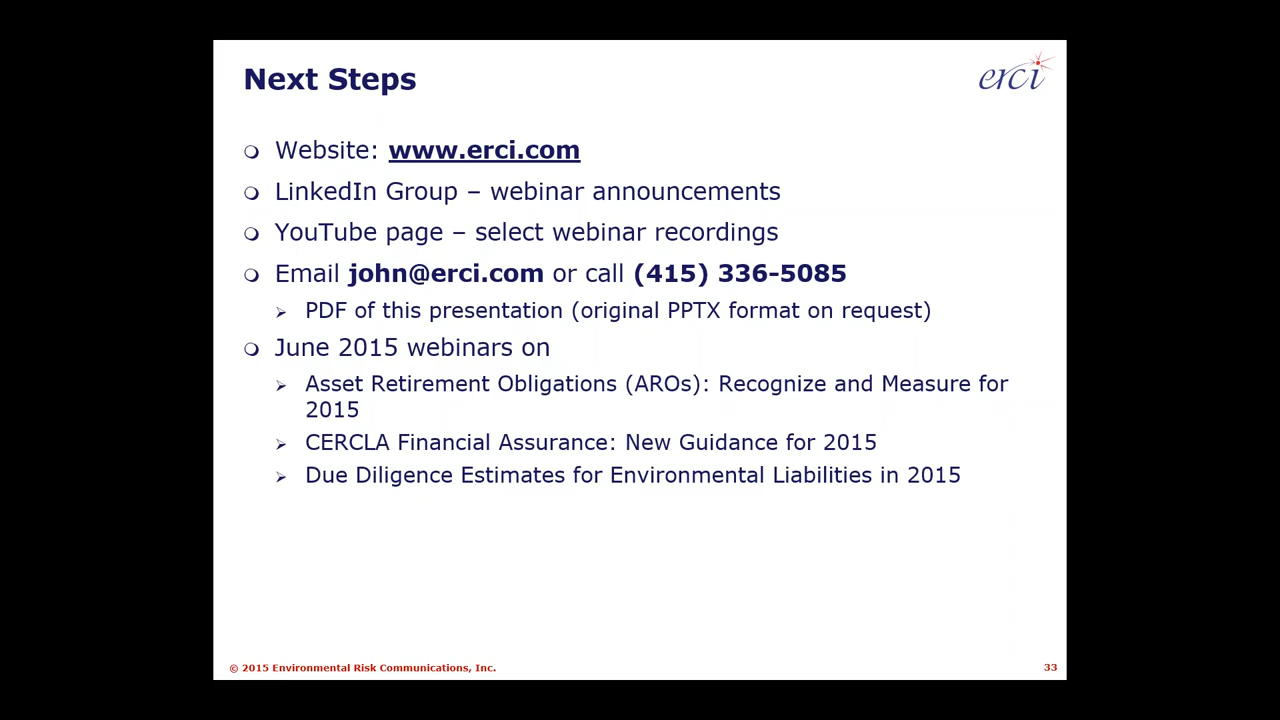 Next Steps
erci
Website: www.erci.com
LinkedIn Group – webinar announcements
YouTube page – select webinar recordings
Email john@erci.com or call (415) 336-5085
PDF of this presentation (original PPTX format on request)
June 2015 webinars on
Asset Retirement Obligations (AROs): Recognize and Measure for
2015
CERCLA Financial Assurance: New Guidance for 2015
Due Diligence Estimates for Environmental Liabilities in 2015
© 2015 Environmental Risk Communications, Inc.
33